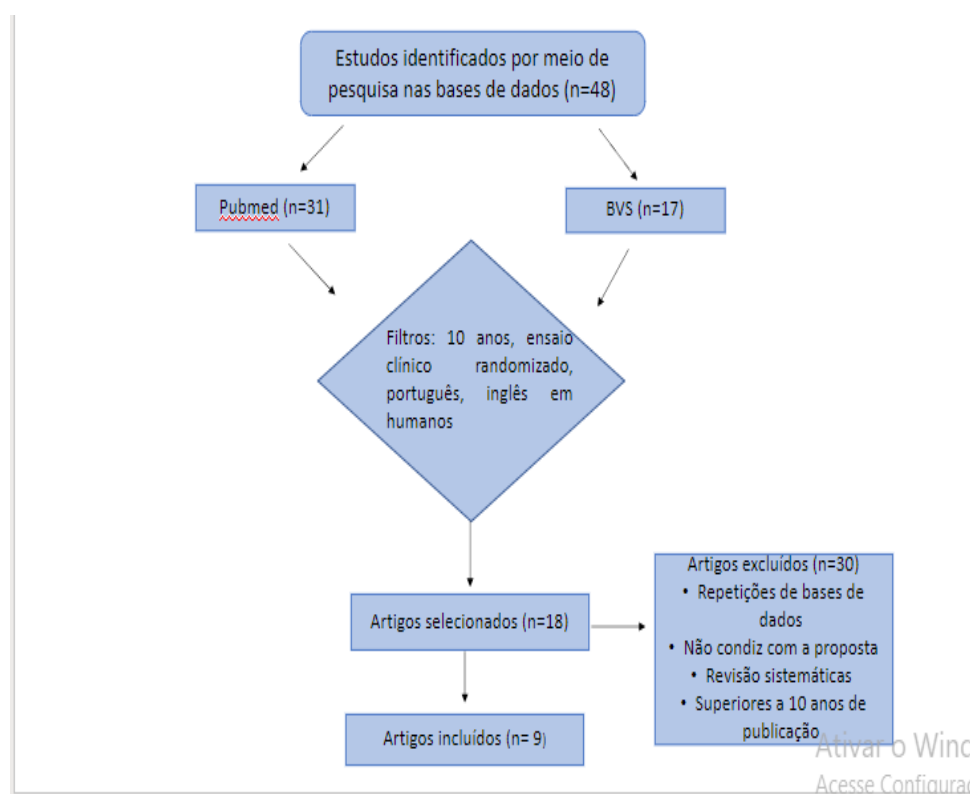 Estudos identificados por meio de
pesquisa nas bases de dados (n=48)
Pubmed (n=31)
BVS (n=17)
Filtros: 10 anos, ensaio
clínico randomizado,
português, inglês em
humanos
Artigos selecionados (n=18)
Artigos excluídos (n=30)
• Repetições de bases de
dados
• Não condiz com a proposta
• Revisão sistemáticas
• Superiores a 10 anos de
publicação
Artigos incluídos (n= 9)
Ativar o Wind
Acesse Configuraç